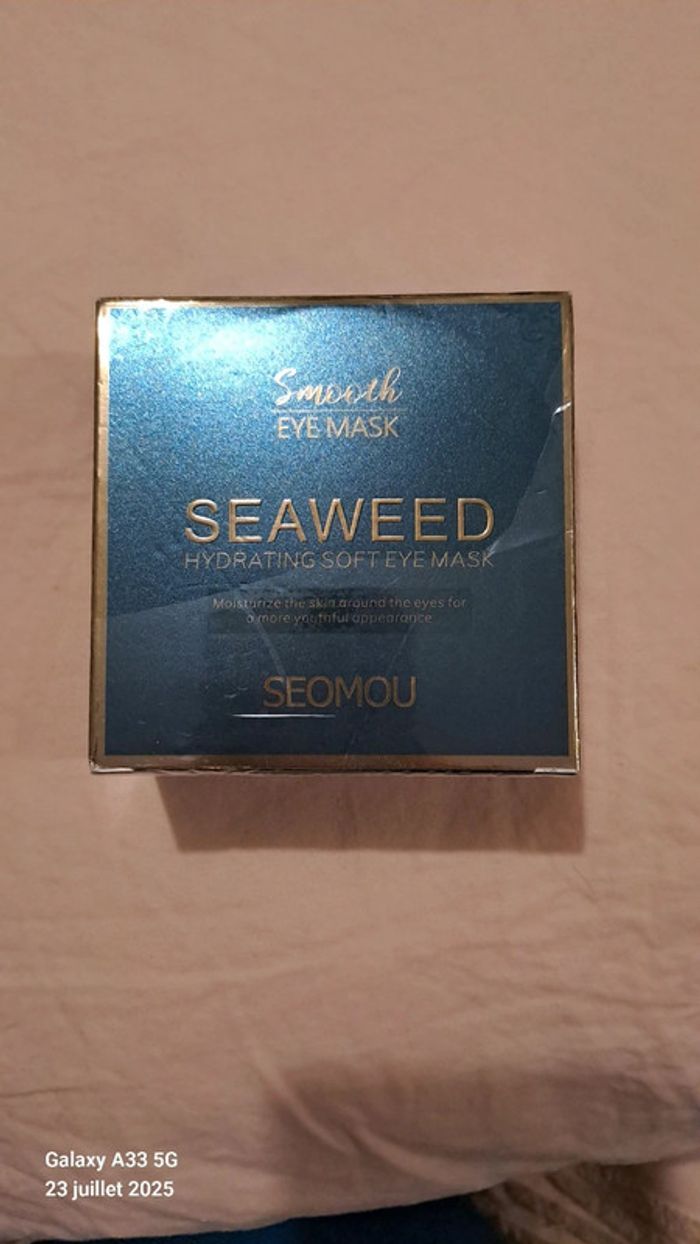 Smooth
EYE MASK
SEAWEED
HYDRATING SOFT EYE MASK
Moisturize the skin around the eyes for
a more youthful appearance
SEOMOU
Galaxy A33 5G
23 juillet 2025